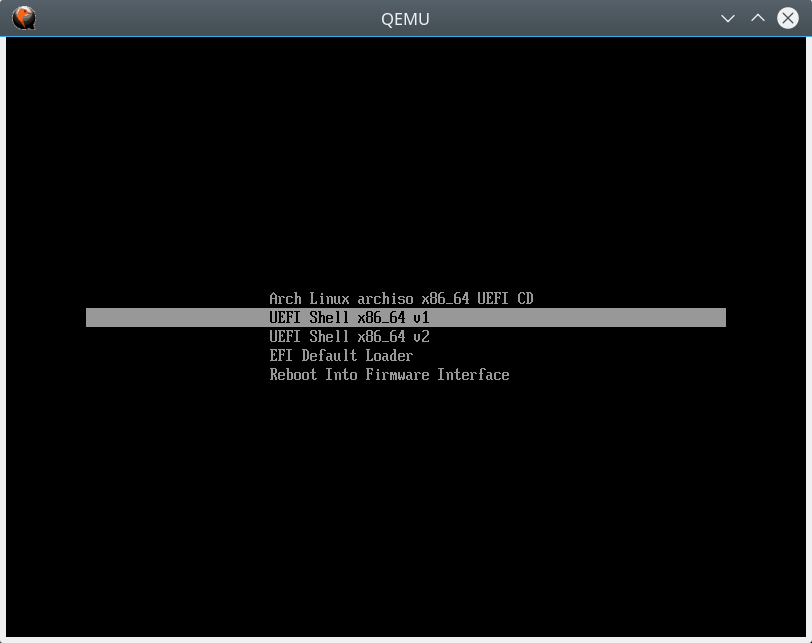 QEMU
Arch Linux archiso x86_64 UEFI CD
UEFI Shell x86_64 v1
UEFI Shell x86_64 v2
EFI Default Loader
Reboot Into Firmware Interface